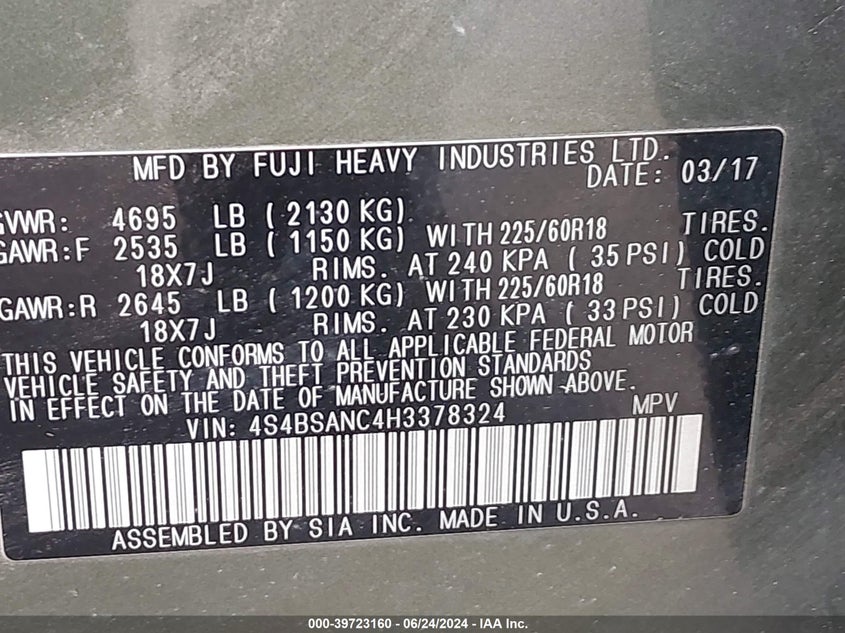 MFD BY FUJI HEAVY INDUSTRIES LTD.
DATE: 03/17
GVWR: 4695 LB ( 2130 KG)
GAWR:F 2535 LB ( 1150 KG) WITH 225/60R18 TIRES.
18X7J RIMS. AT 240 KPA ( 35 PSI) COLD
GAWR:R 2645 LB ( 1200 KG) WITH 225/60R18 TIRES.
18X7J RIMS. AT 230 KPA ( 33 PSI) COLD
THIS VEHICLE CONFORMS TO ALL APPLICABLE FEDERAL MOTOR
VEHICLE SAFETY AND THEFT PREVENTION STANDARDS
IN EFFECT ON THE DATE OF MANUFACTURE SHOWN ABOVE.
VIN: 4S4BSANC4H3378324 MPV
ASSEMBLED BY SIA INC. MADE IN U.S.A.
000-39723160 - 06/24/2024 - IAA Inc.